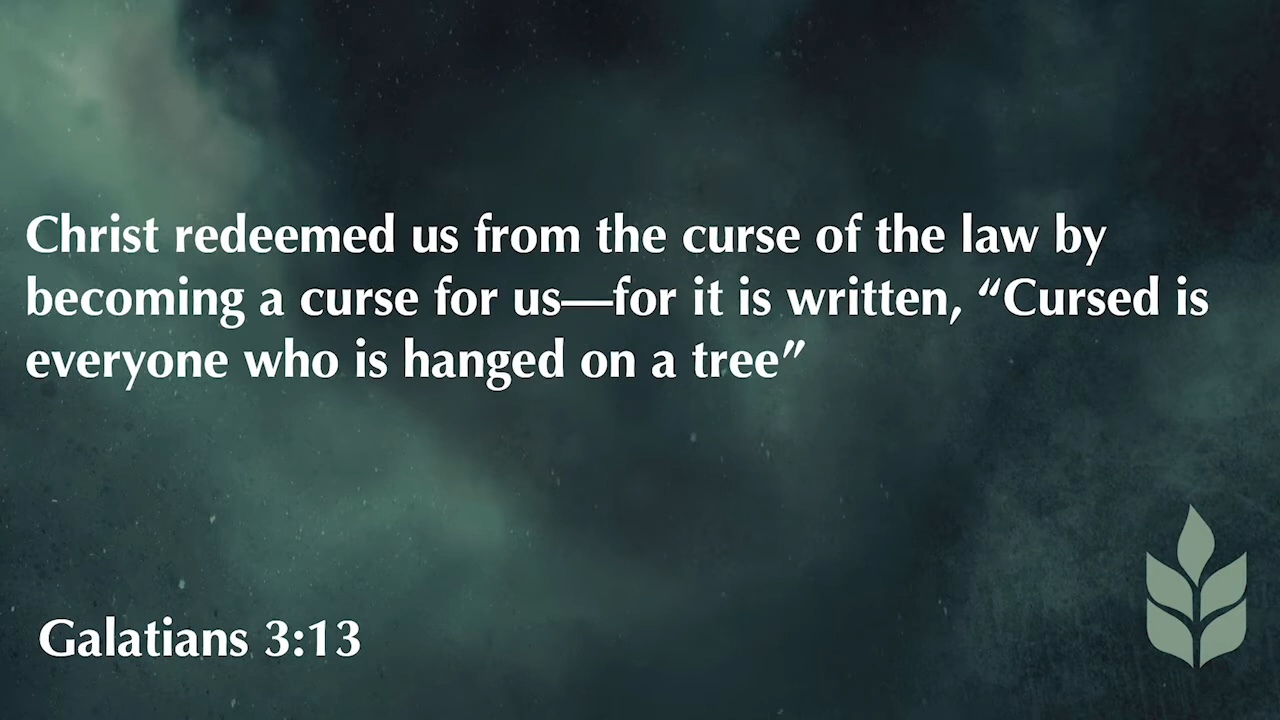 Christ redeemed us from the curse of the law by
becoming a curse for us—for it is written, “Cursed is
everyone who is hanged on a tree”
Galatians 3:13